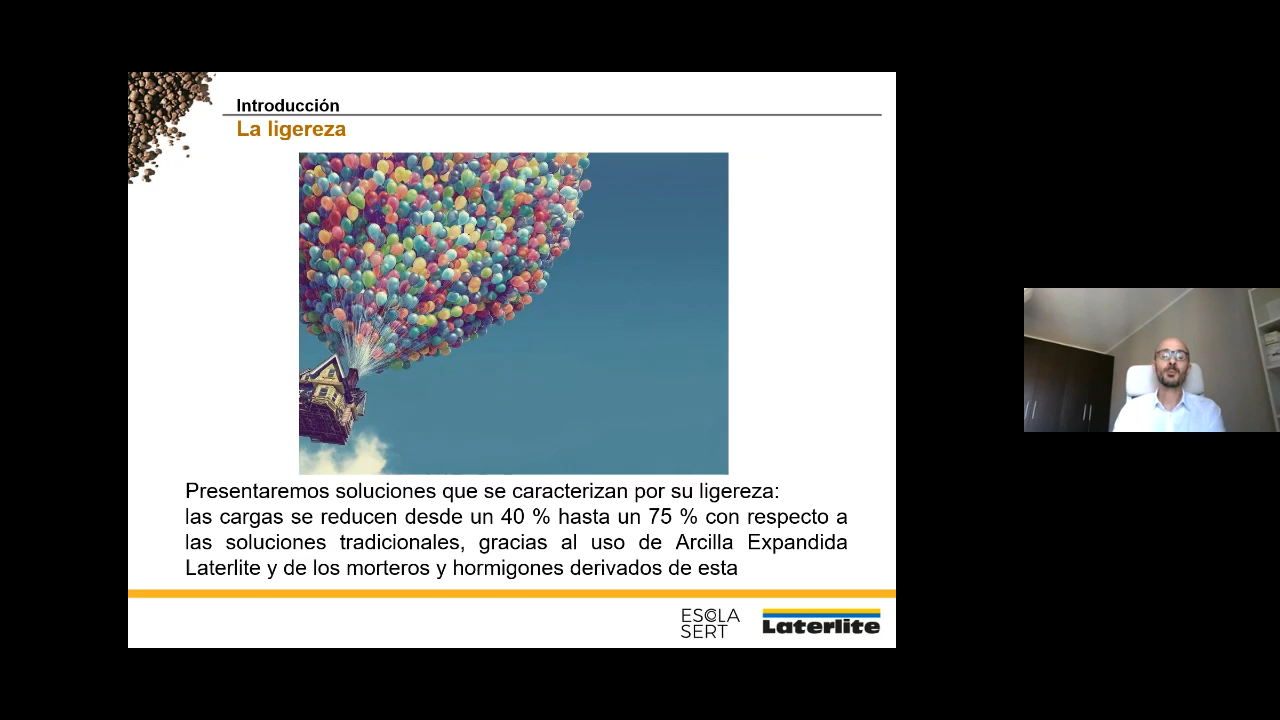 Introducción
La ligereza
Presentaremos soluciones que se caracterizan por su ligereza:
las cargas se reducen desde un 40 % hasta un 75 % con respecto a
las soluciones tradicionales, gracias al uso de Arcilla Expandida
Laterlite y de los morteros y hormigones derivados de esta
ESCOLA
SERT
Laterlite